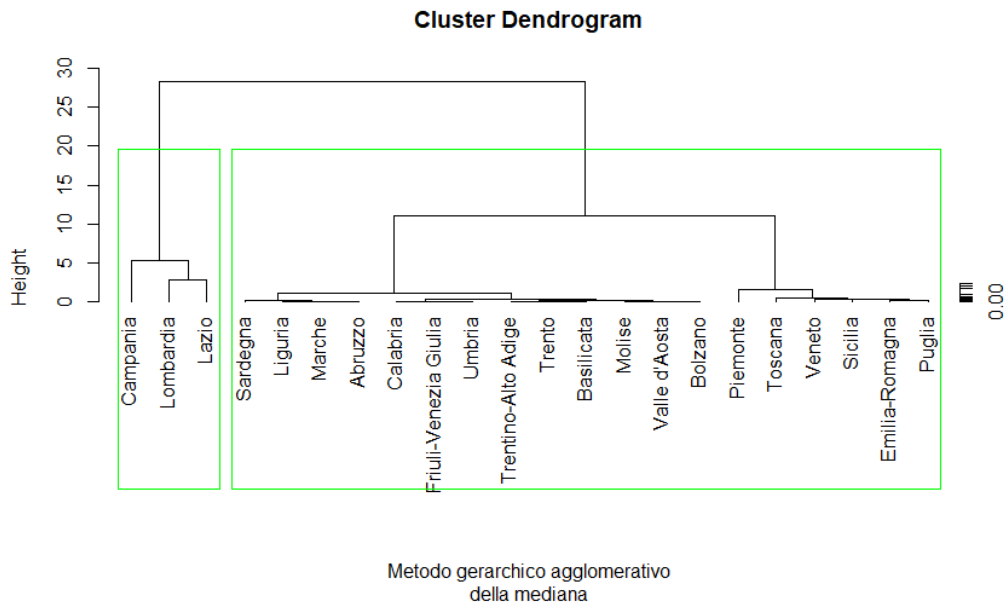 Cluster Dendrogram
Height
30
25
20
15
10
5
0
Campania
Lombardia
Lazio
Sardegna
Liguria
Marche
Abruzzo
Calabria
Friuli-Venezia Giulia
Umbria
Trentino-Alto Adige
Trento
Basilicata
Molise
Valle d'Aosta
Bolzano
Piemonte
Toscana
Veneto
Sicilia
Emilia-Romagna
Puglia
0.00
Metodo gerarchico agglomerativo
della mediana